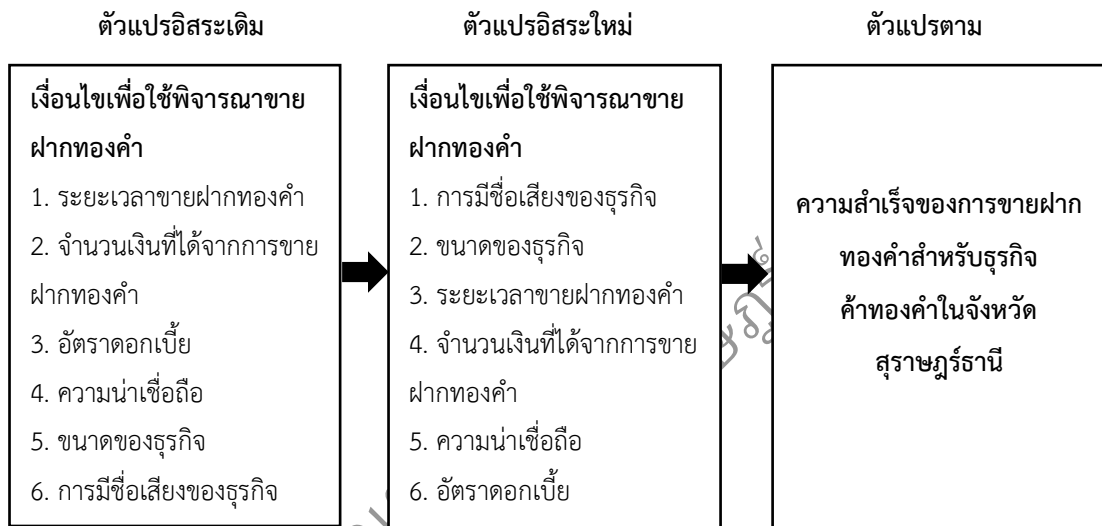 ตัวแปรอิสระเดิม
เงื่อนไขเพื่อใช้พิจารณาขาย
ฝากทองคำ
1. ระยะเวลาขายฝากทองคำ
2. จำนวนเงินที่ได้จากการขาย
ฝากทองคำ
3. อัตราดอกเบี้ย
4. ความน่าเชื่อถือ
5. ขนาดของธุรกิจ
6. การมีชื่อเสียงของธุรกิจ
ตัวแปรอิสระใหม่
เงื่อนไขเพื่อใช้พิจารณาขาย
ฝากทองคำ
1. การมีชื่อเสียงของธุรกิจ
2. ขนาดของธุรกิจ
3. ระยะเวลาขายฝากทองคำ
4. จำนวนเงินที่ได้จากการขาย
ฝากทองคำ
5. ความน่าเชื่อถือ
6. อัตราดอกเบี้ย
ตัวแปรตาม
ความสำเร็จของการขายฝาก
ทองคำสำหรับธุรกิจ
ค้าทองคำในจังหวัด
สุราษฎร์ธานี